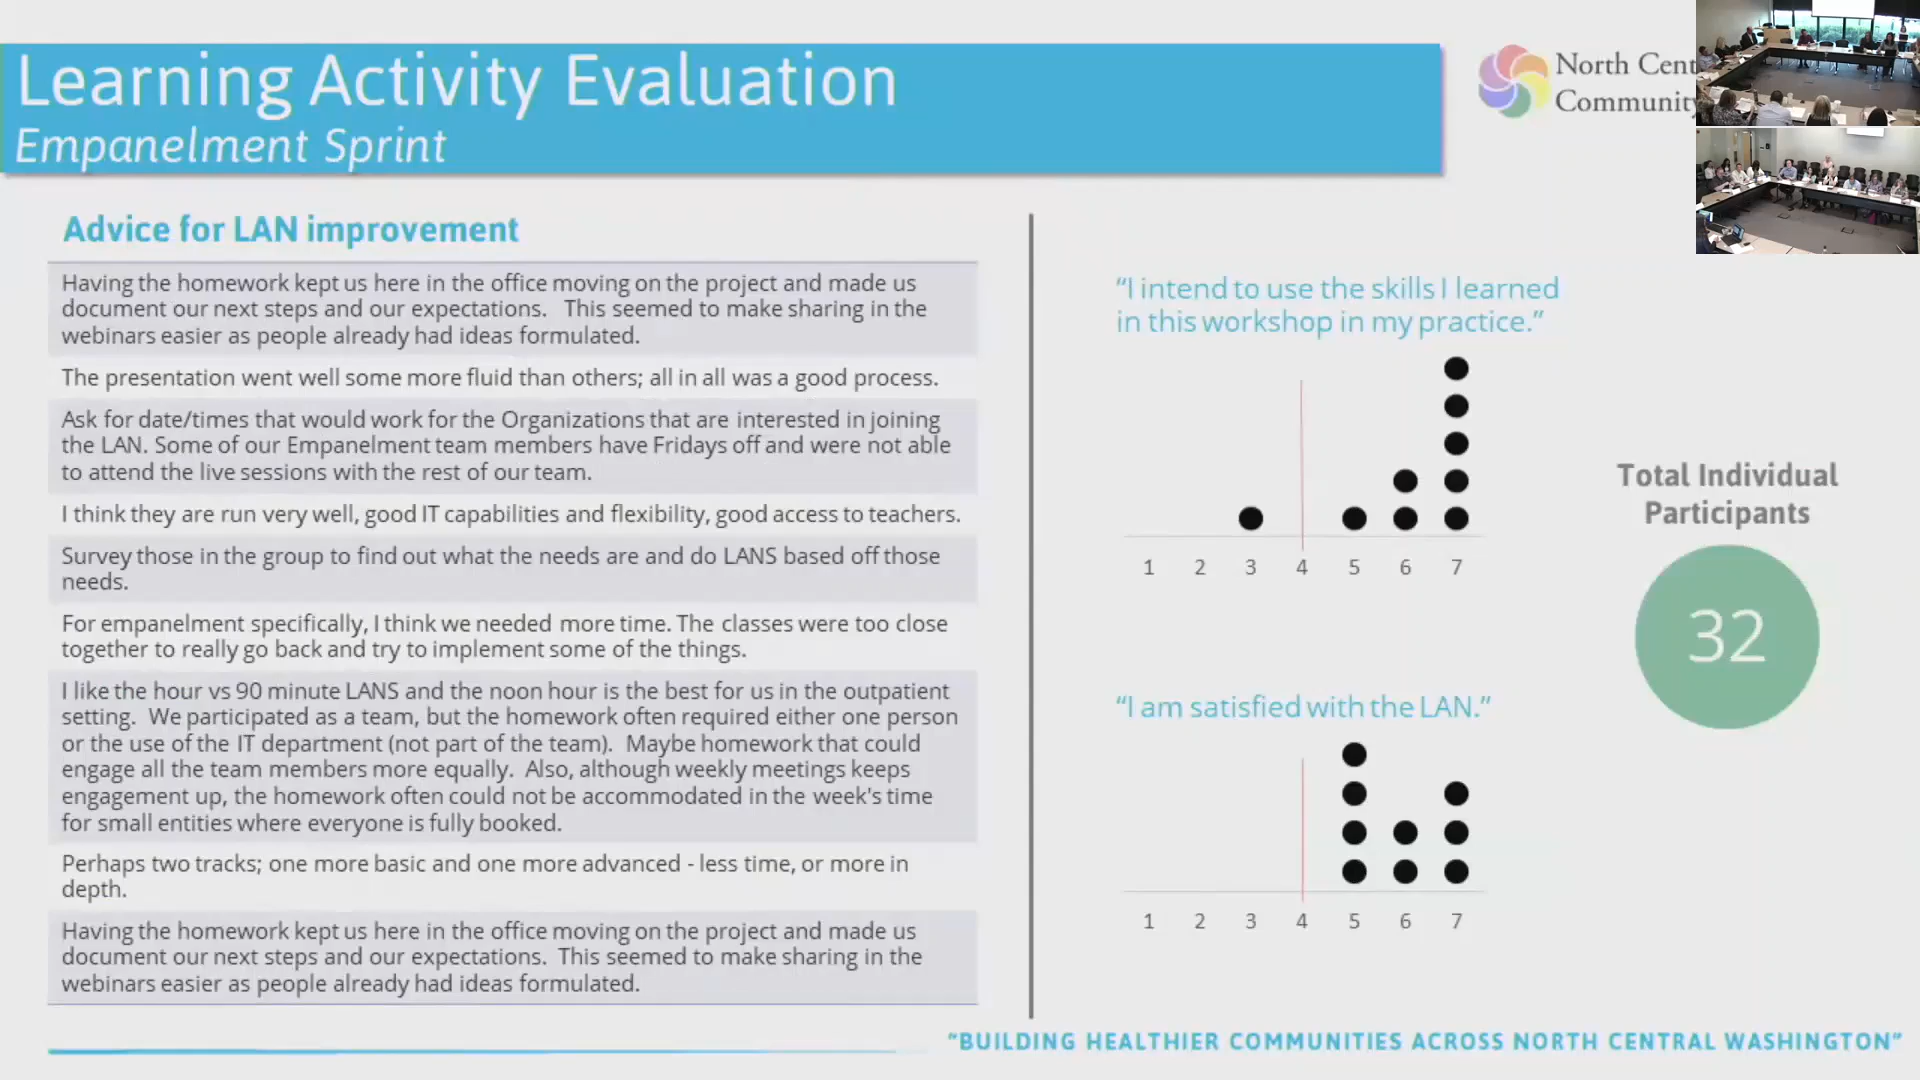 Learning Activity Evaluation
Empanelment Sprint
North Cent
Community
Advice for LAN improvement
Having the homework kept us here in the office moving on the project and made us
document our next steps and our expectations. This seemed to make sharing in the
webinars easier as people already had ideas formulated.
The presentation went well some more fluid than others; all in all was a good process.
Ask for date/times that would work for the Organizations that are interested in joining
the LAN. Some of our Empanelment team members have Fridays off and were not able
to attend the live sessions with the rest of our team.
I think they are run very well, good IT capabilities and flexibility, good access to teachers.
Survey those in the group to find out what the needs are and do LANS based off those
needs.
For empanelment specifically, I think we needed more time. The classes were too close
together to really go back and try to implement some of the things.
I like the hour vs 90 minute LANS and the noon hour is the best for us in the outpatient
setting. We participated as a team, but the homework often required either one person
or the use of the IT department (not part of the team). Maybe homework that could
engage all the team members more equally. Also, although weekly meetings keeps
engagement up, the homework often could not be accommodated in the week's time
for small entities where everyone is fully booked.
Perhaps two tracks; one more basic and one more advanced - less time, or more in
depth.
Having the homework kept us here in the office moving on the project and made us
document our next steps and our expectations. This seemed to make sharing in the
webinars easier as people already had ideas formulated.
“I intend to use the skills I learned
in this workshop in my practice.”
1 2 3 4 5 6 7
“I am satisfied with the LAN.”
1 2 3 4 5 6 7
Total Individual
Participants
32
“BUILDING HEALTHIER COMMUNITIES ACROSS NORTH CENTRAL WASHINGTON”